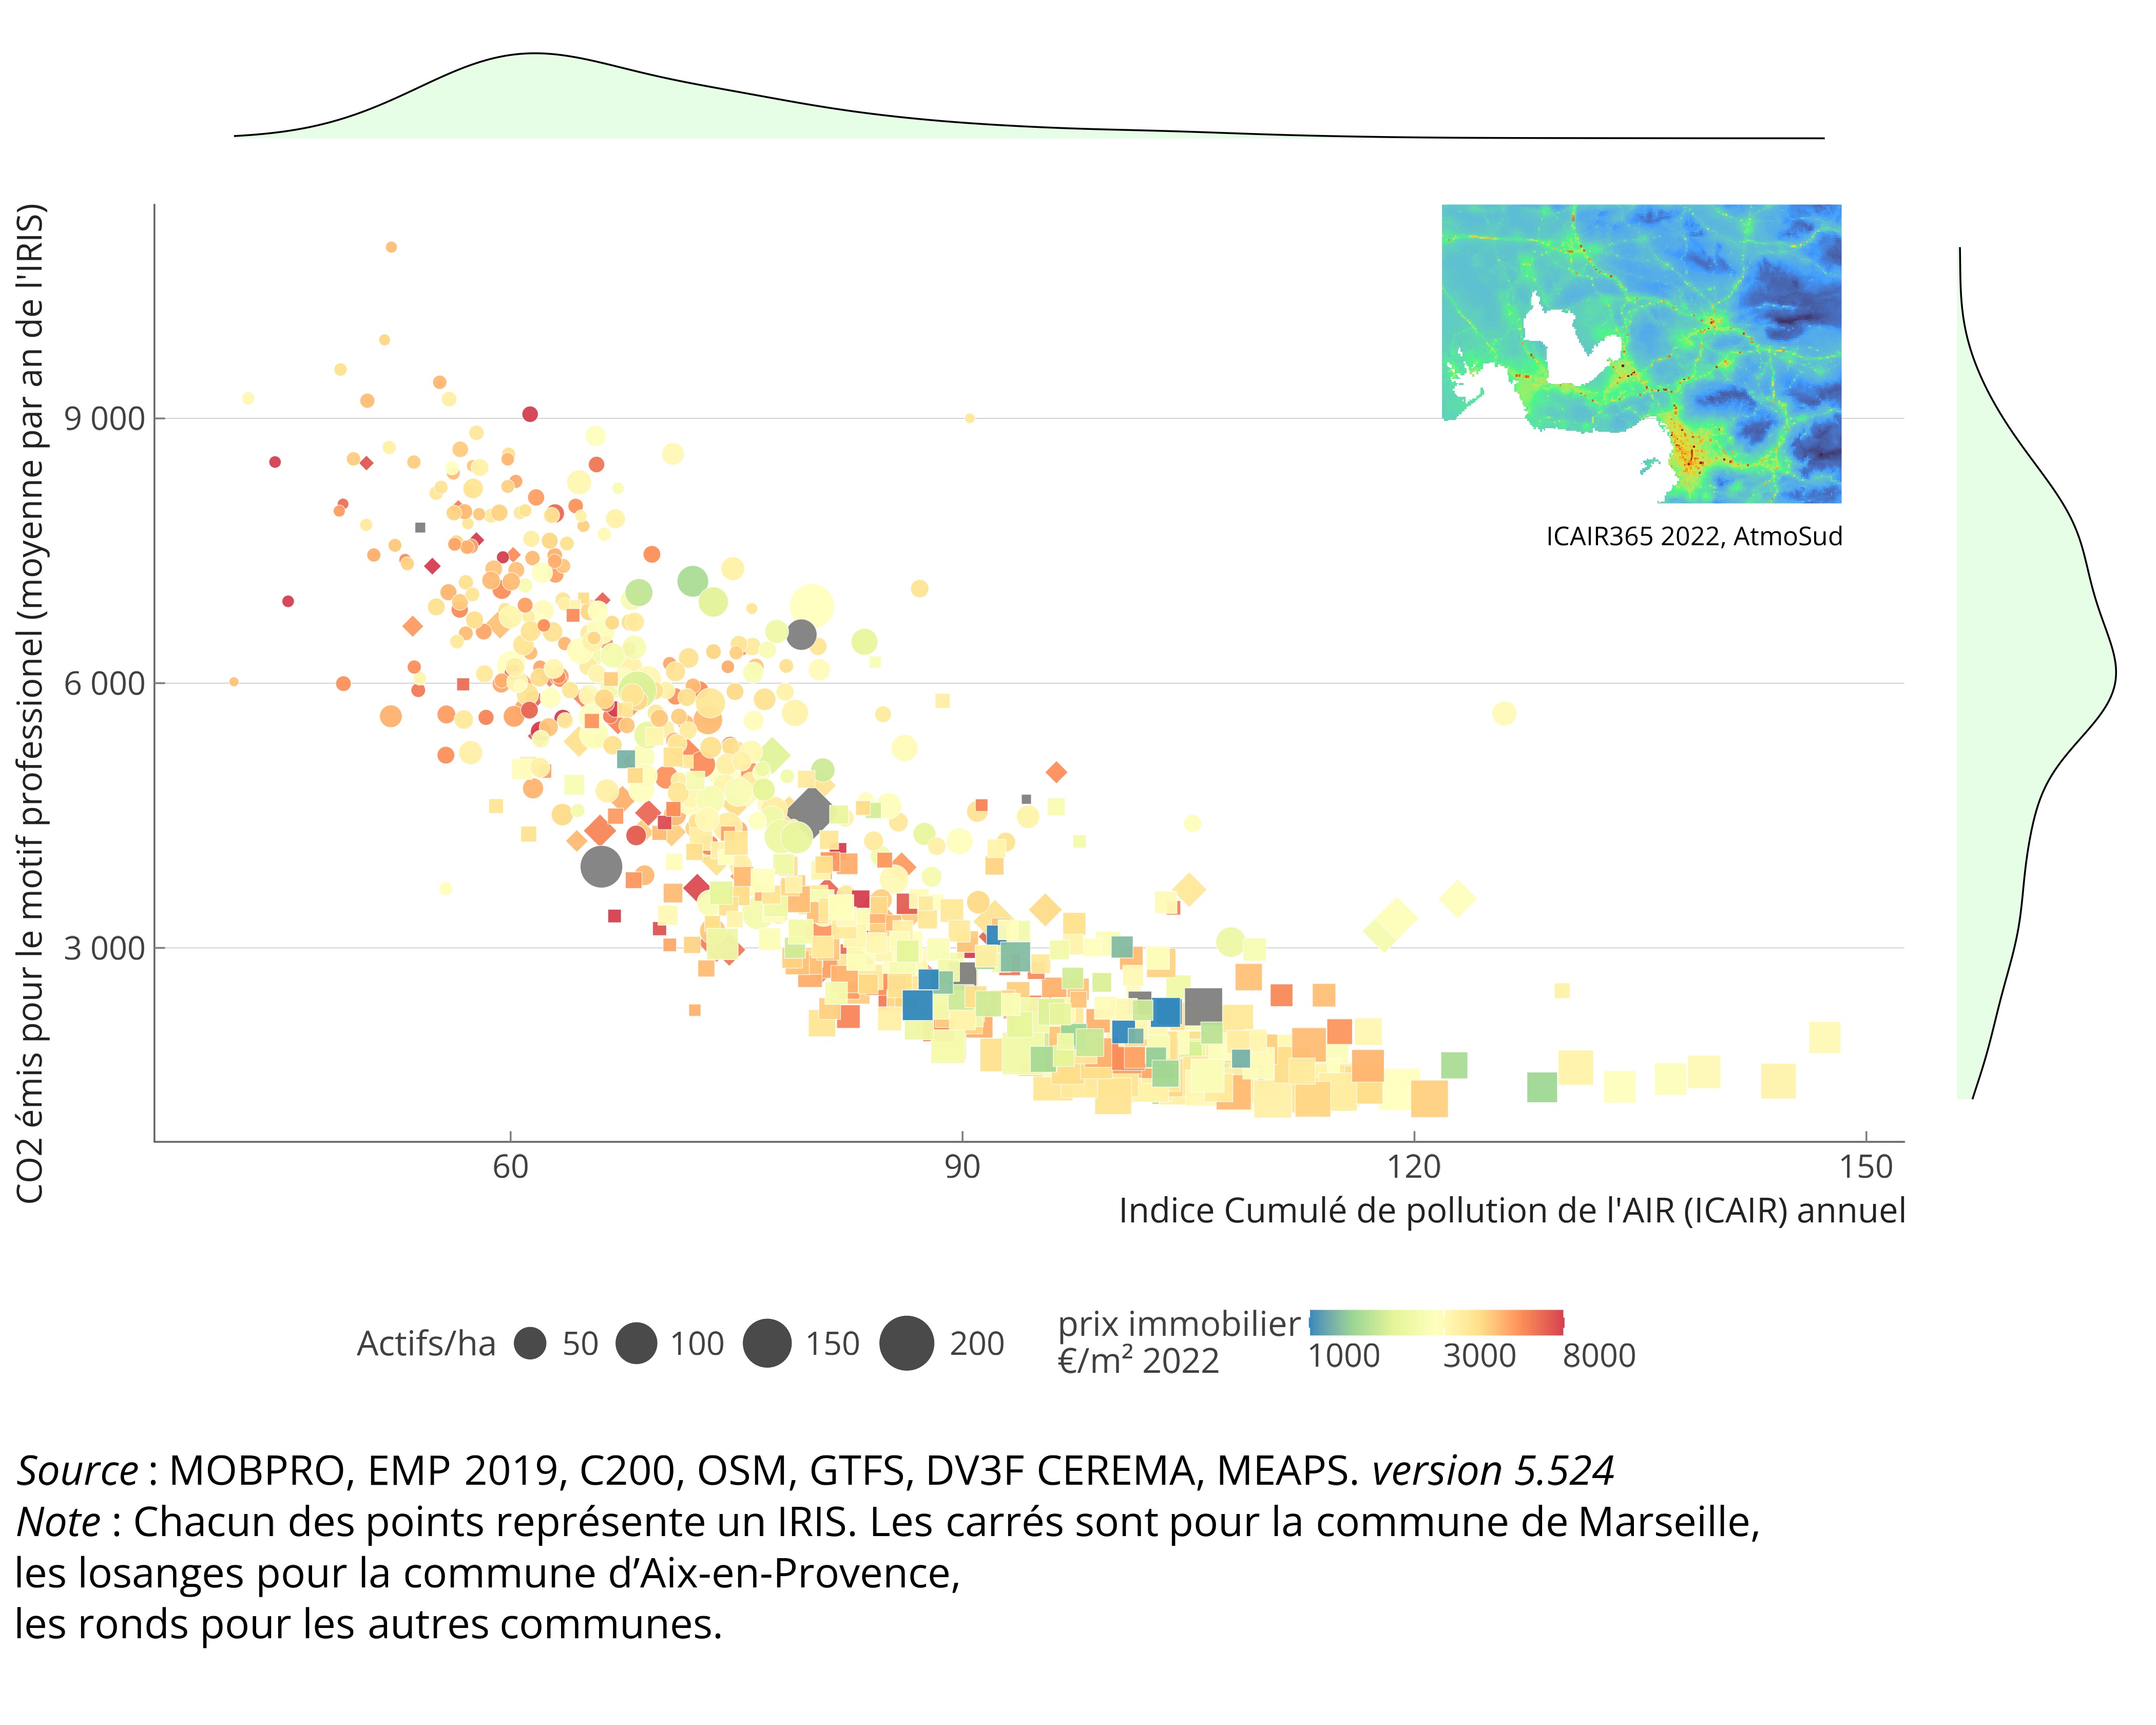 CO2 émis pour le motif professionel (moyenne par an de l'IRIS)
9 000
6 000
3 000
ICAIR365 2022, AtmoSud
60 90 120 150
Indice Cumulé de pollution de l'AIR (ICAIR) annuel
Actifs/ha 50 100 150 200
prix immobilier
€/m² 2022
1000 3000 8000
Source : MOBPRO, EMP 2019, C200, OSM, GTFS, DV3F CEREMA, MEAPS. version 5.524
Note : Chacun des points représente un IRIS. Les carrés sont pour la commune de Marseille,
les losanges pour la commune d’Aix-en-Provence,
les ronds pour les autres communes.